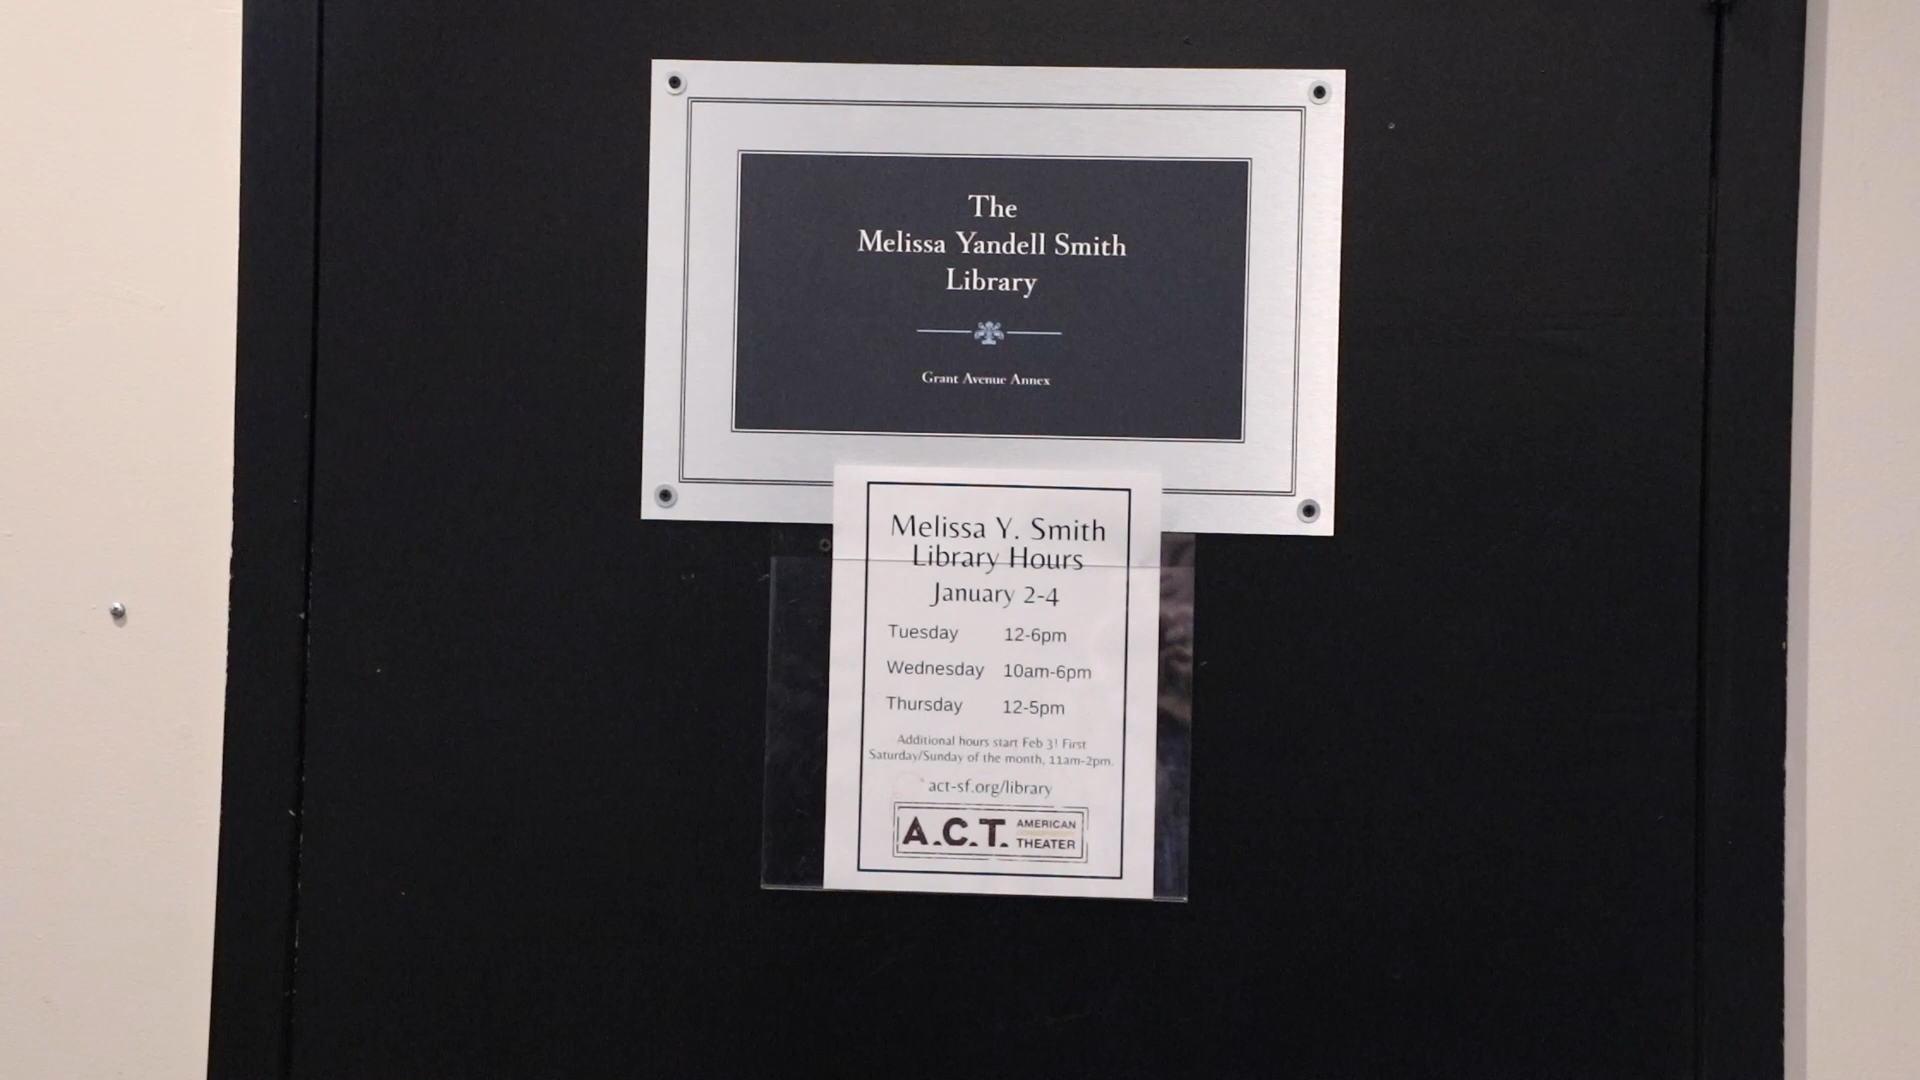 The
Melissa Yandell Smith
Library
Grant Avenue Annex
Melissa Y. Smith
Library Hours
January 2-4
Tuesday 12-6pm
Wednesday 10am-6pm
Thursday 12-5pm
Additional hours start Feb 3! First
Saturday/Sunday of the month, 11am-2pm.
act-sf.org/library
A.C.T. AMERICAN
THEATER